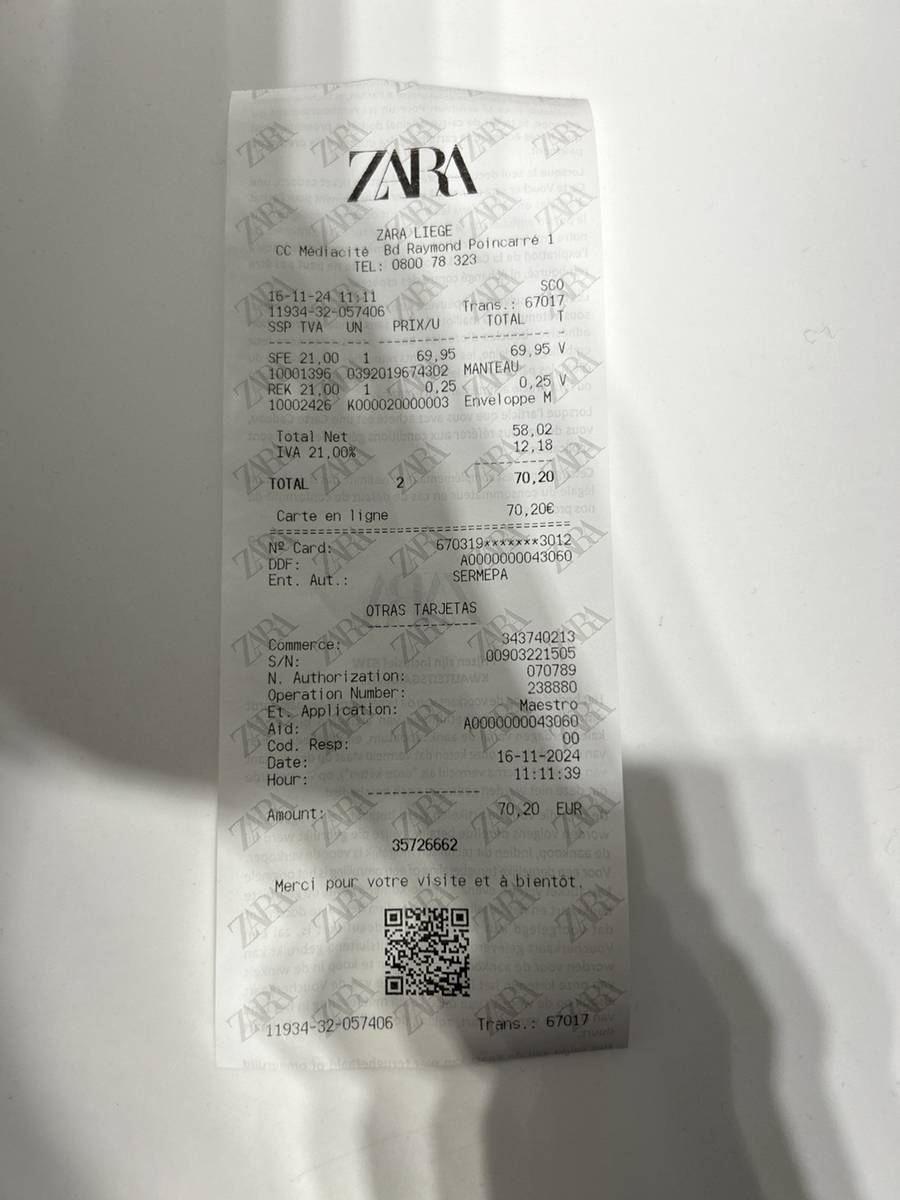 ZARA
ZARA LIEGE
CC Médiacité Bd Raymond Poincarré 1
TEL: 0800 78 323
SCO
16-11-24 11:11
11934-32-057406 Trans.: 67017
SSP TVA UN PRIX/U TOTAL T
SFE 21,00 1 69,95 69,95 V
10001396 0392019674302 MANTEAU
REK 21,00 1 0,25 0,25 V
10002426 K000020000003 Enveloppe M
Total Net 58,02
IVA 21,00% 12,18
TOTAL 2 70,20
Carte en ligne 70,20€
Nº Card: 670319*******3012
DDF: A0000000043060
Ent. Aut.: SERMEPA
OTRAS TARJETAS
Commerce: 343740213
S/N: 00903221505
N. Authorization: 070789
Operation Number: 238880
Et. Application: Maestro
Aid: A0000000043060
Cod. Resp: 00
Date: 16-11-2024
Hour: 11:11:39
Amount: 70,20 EUR
35726662
Merci pour votre visite et à bientôt.
11934-32-057406 Trans.: 67017